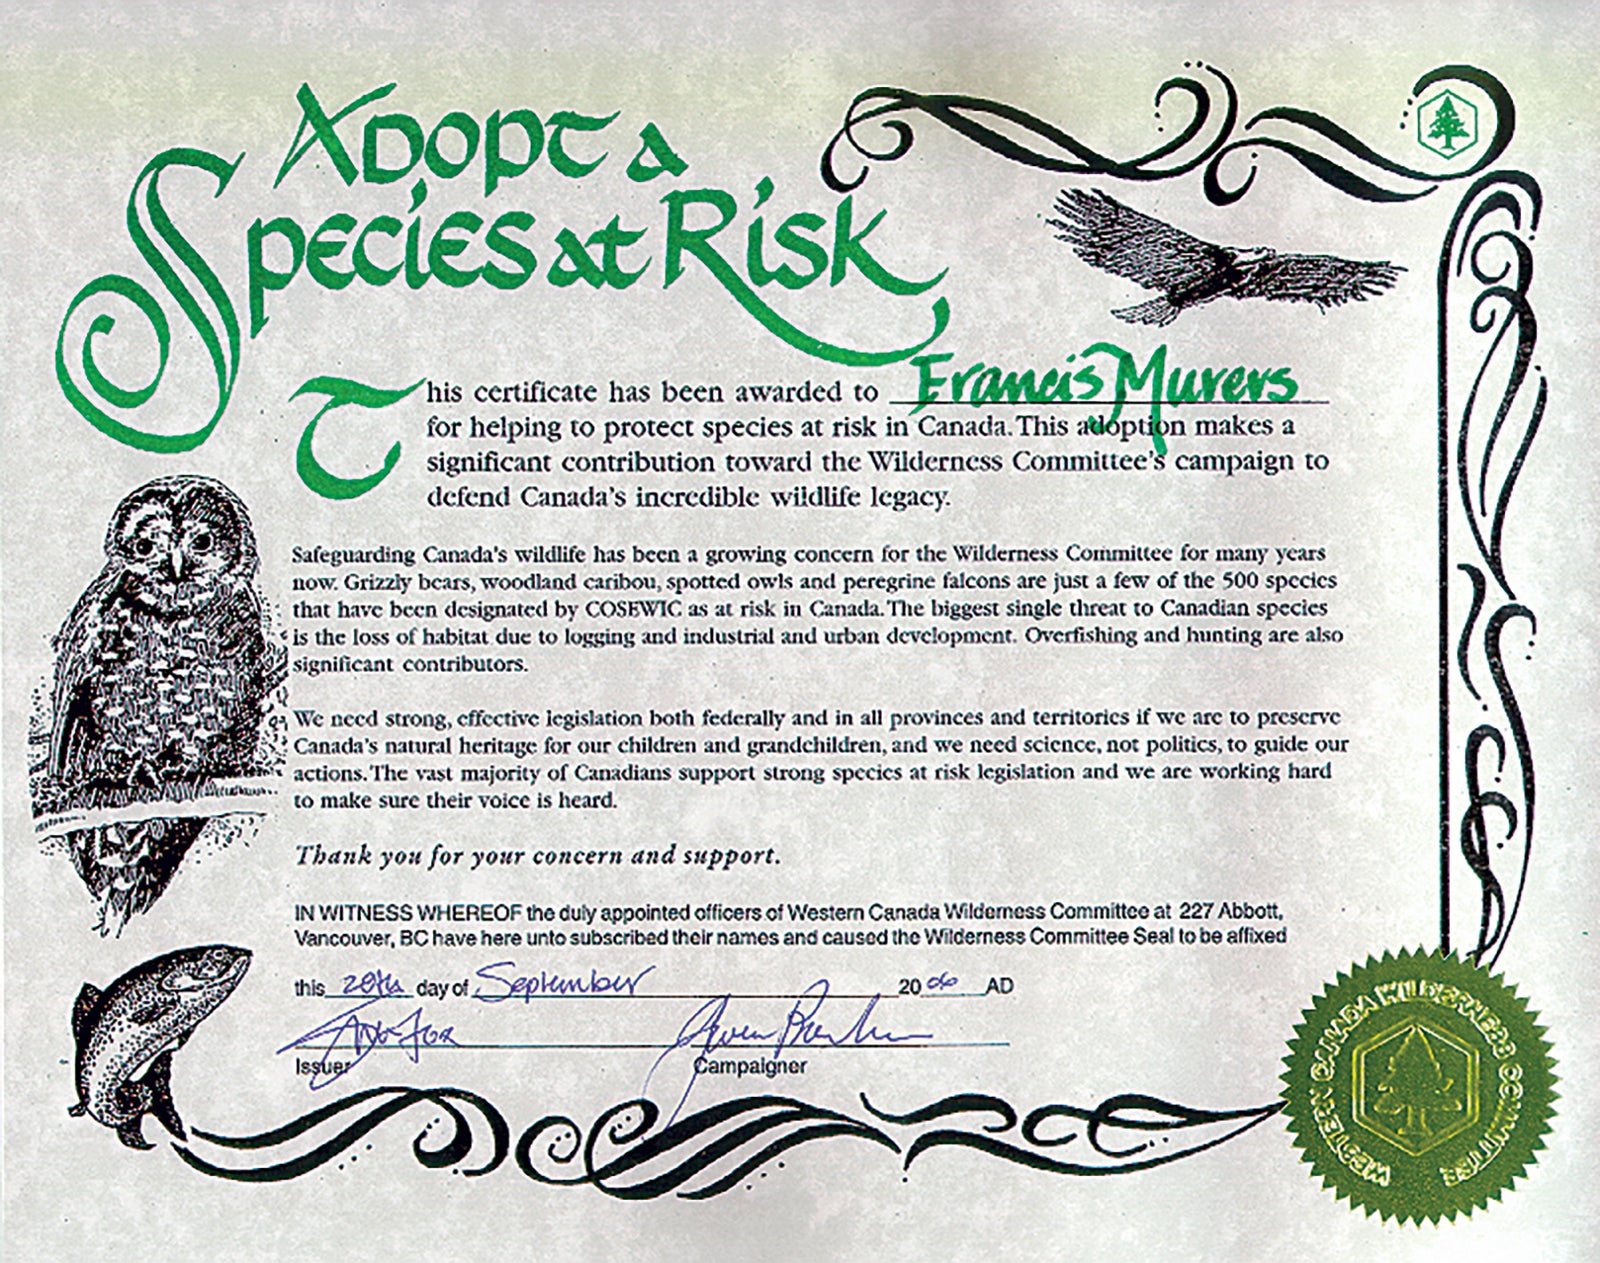 Adopt a
Species at Risk
This certificate has been awarded to Francis Murers
for helping to protect species at risk in Canada. This adoption makes a
significant contribution toward the Wilderness Committee's campaign to
defend Canada's incredible wildlife legacy.
Safeguarding Canada's wildlife has been a growing concern for the Wilderness Committee for many years
now. Grizzly bears, woodland caribou, spotted owls and peregrine falcons are just a few of the 500 species
that have been designated by COSEWIC as at risk in Canada. The biggest single threat to Canadian species
is the loss of habitat due to logging and industrial and urban development. Overfishing and hunting are also
significant contributors.
We need strong, effective legislation both federally and in all provinces and territories if we are to preserve
Canada's natural heritage for our children and grandchildren, and we need science, not politics, to guide our
actions. The vast majority of Canadians support strong species at risk legislation and we are working hard
to make sure their voice is heard.
Thank you for your concern and support.
IN WITNESS WHEREOF the duly appointed officers of Western Canada Wilderness Committee at 227 Abbott,
Vancouver, BC have here unto subscribed their names and caused the Wilderness Committee Seal to be affixed
this 28th day of September 2006 AD
Issuer Campaigner
WESTERN CANADA WILDERNESS COMMITTEE